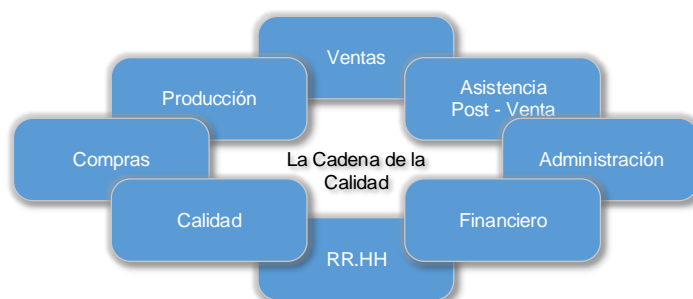 Ventas
Asistencia
Post - Venta
Producción
Compras
La Cadena de la
Calidad
Administración
Calidad
Financiero
RR.HH